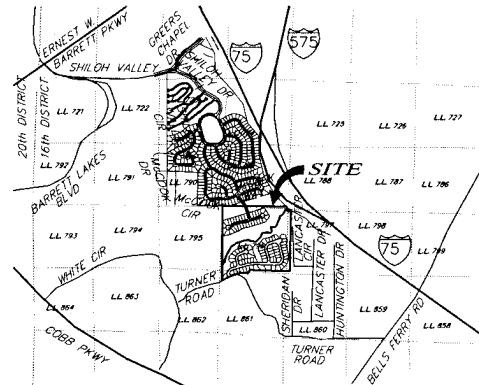 ERNEST W.
BARRETT PKWY
GREERS
CHAPEL
DR
SHILOH VALLEY
SHILOH
VALLEY DR
75
575
20th DISTRICT
16th DISTRICT
LL 721
LL 722
LL 725
LL 726
LL 727
LL 792
LL 791
LL 790
LL 788
LL 787
LL 786
CIR
DR
BARRETT LAKES
BLVD
SITE
CIR
LL 793
LL 794
LL 795
LL 798
LL 799
75
WHITE CIR
TURNER
ROAD
SHERIDAN
DR
LANCASTER
CIR
LANCASTER DR
HUNTINGTON DR
LL 864
LL 863
LL 862
LL 861
LL 860
LL 859
LL 858
COBB PKWY
TURNER
ROAD
BELLS FERRY RD